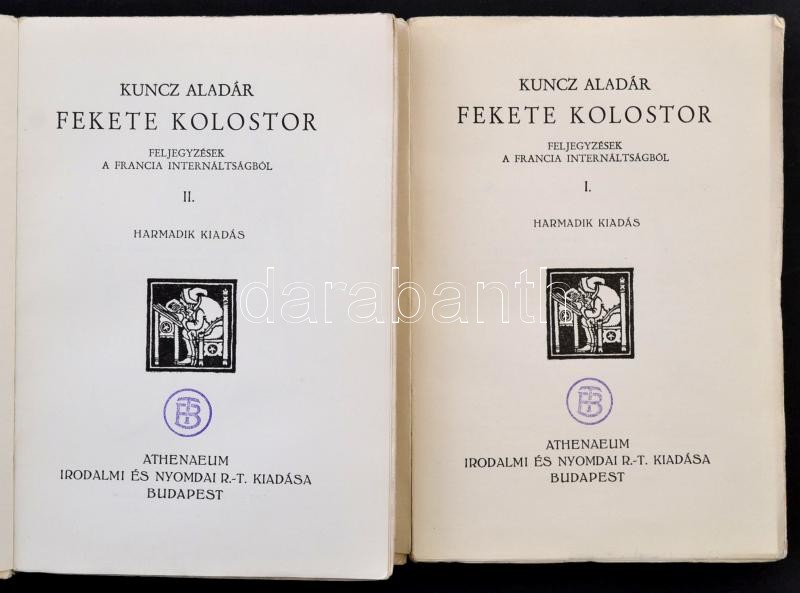 KUNCZ ALADÁR
FEKETE KOLOSTOR
FELJEGYZÉSEK
A FRANCIA INTERNÁLTSÁGBÓL
II.
HARMADIK KIADÁS
ATHENAEUM
IRODALMI ÉS NYOMDAI R.-T. KIADÁSA
BUDAPEST
KUNCZ ALADÁR
FEKETE KOLOSTOR
FELJEGYZÉSEK
A FRANCIA INTERNÁLTSÁGBÓL
I.
HARMADIK KIADÁS
ATHENAEUM
IRODALMI ÉS NYOMDAI R.-T. KIADÁSA
BUDAPEST
darabanth